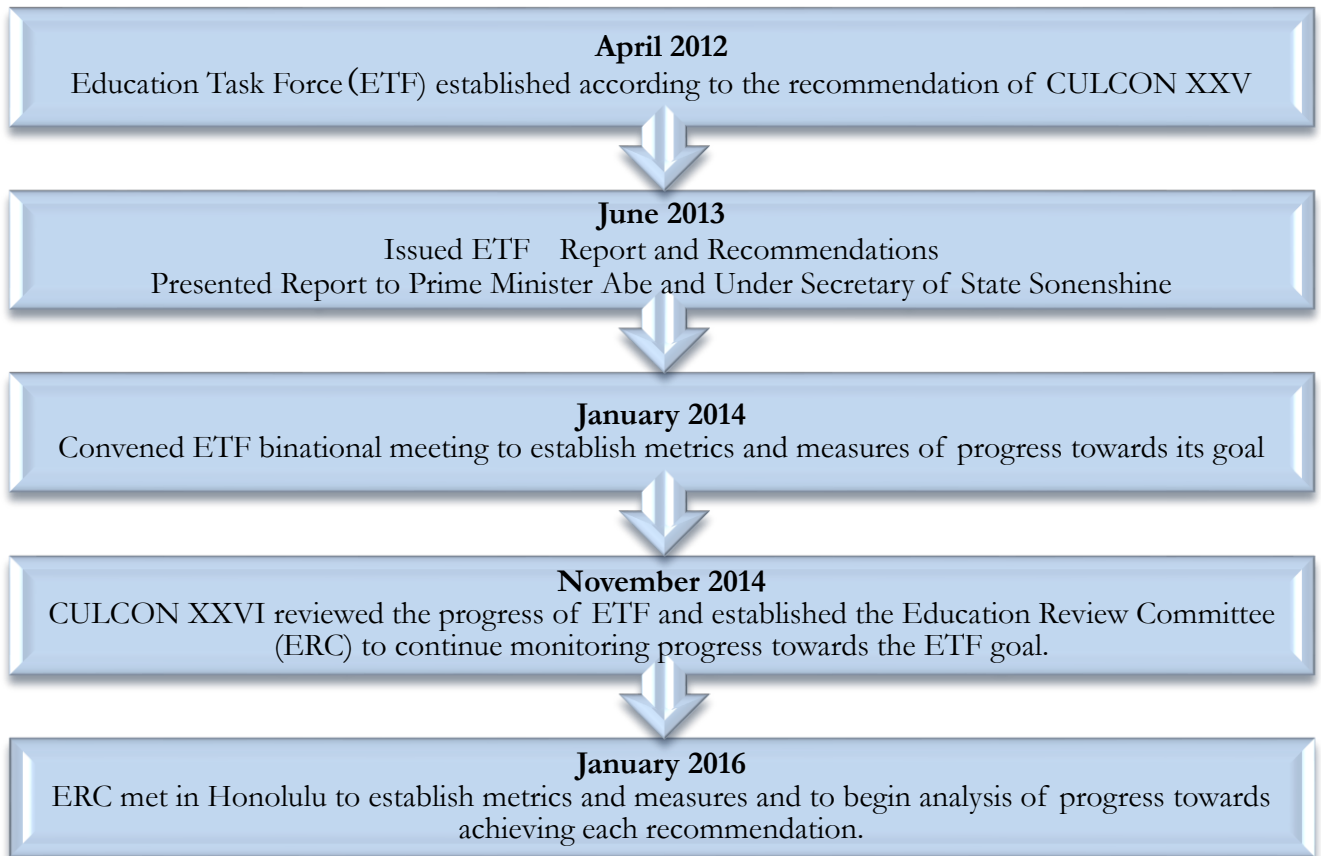 April 2012
Education Task Force (ETF) established according to the recommendation of CULCON XXV
June 2013
Issued ETF Report and Recommendations
Presented Report to Prime Minister Abe and Under Secretary of State Sonenshine
January 2014
Convened ETF binational meeting to establish metrics and measures of progress towards its goal
November 2014
CULCON XXVI reviewed the progress of ETF and established the Education Review Committee
(ERC) to continue monitoring progress towards the ETF goal.
January 2016
ERC met in Honolulu to establish metrics and measures and to begin analysis of progress towards
achieving each recommendation.